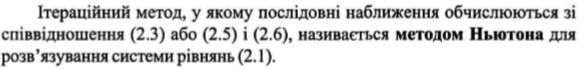 Ітераційний метод, у якому послідовні наближення обчислюються зі
співвідношення (2.3) або (2.5) і (2.6), називається методом Ньютона для
розв’язування системи рівнянь (2.1).